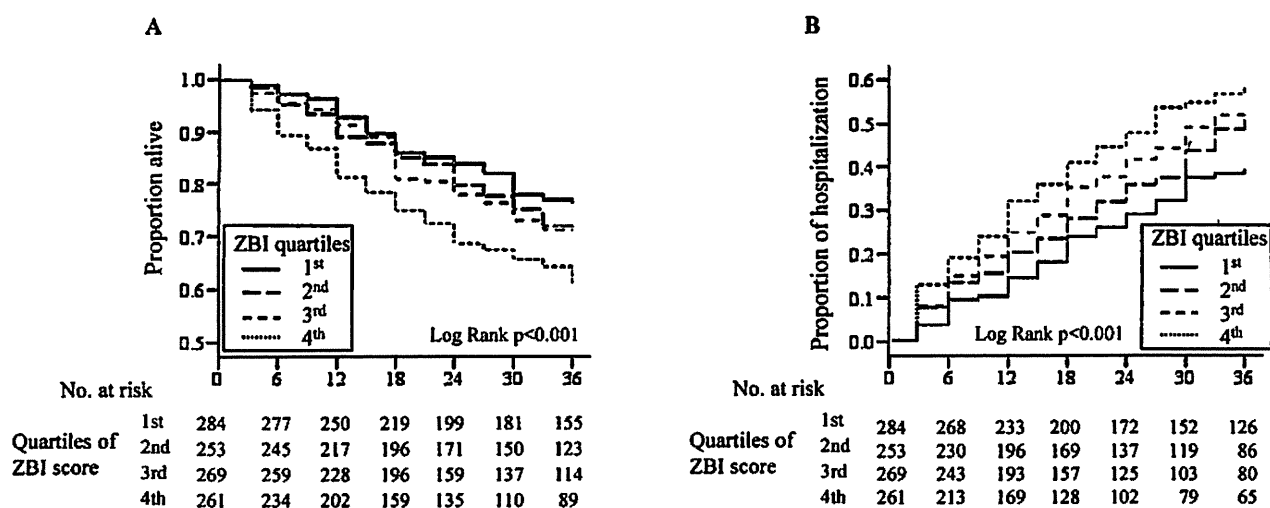 A
Proportion alive
1.0
0.9
0.8
0.7
0.6
0.5
ZBI quartiles
1st
2nd
3rd
4th
Log Rank p<0.001
0 6 12 18 24 30 36
No. at risk
Quartiles of
ZBI score
1st 284 277 250 219 199 181 155
2nd 253 245 217 196 171 150 123
3rd 269 259 228 196 159 137 114
4th 261 234 202 159 135 110 89
B
Proportion of hospitalization
0.6
0.5
0.4
0.3
0.2
0.1
0.0
ZBI quartiles
1st
2nd
3rd
4th
Log Rank p<0.001
0 6 12 18 24 30 36
No. at risk
Quartiles of
ZBI score
1st 284 268 233 200 172 152 126
2nd 253 230 196 169 137 119 86
3rd 269 243 193 157 125 103 80
4th 261 213 169 128 102 79 65